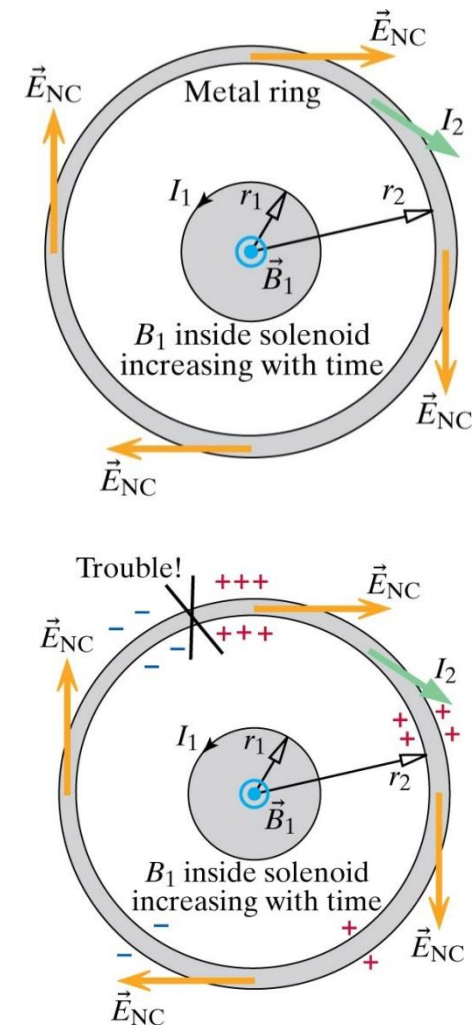 E⃗NC
Metal ring
E⃗NC
I2
I1
r1
r2
B⃗1
B1 inside solenoid
increasing with time
E⃗NC
E⃗NC
Trouble!
+++
E⃗NC
− −
+++
E⃗NC
− −
I2
+ + + +
I1
r1
r2
B⃗1
B1 inside solenoid
increasing with time
− −
+ +
E⃗NC
E⃗NC